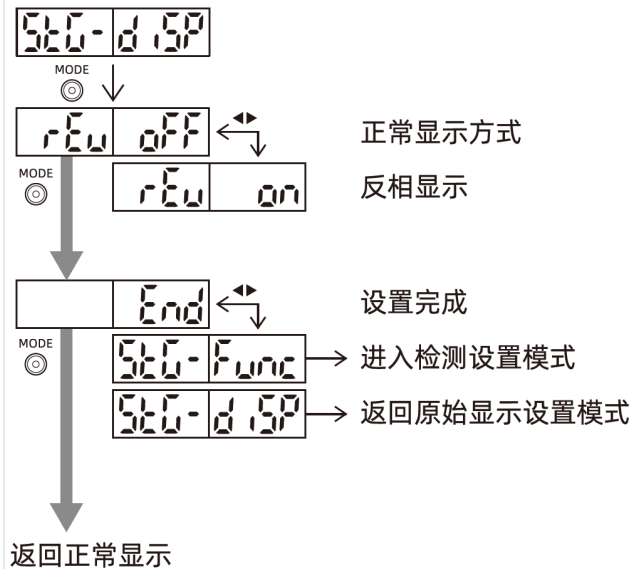 StG- diSP
MODE
rEv oFF 正常显示方式
MODE
rEv on 反相显示
End 设置完成
MODE
StG- Func 进入检测设置模式
StG- diSP 返回原始显示设置模式
返回正常显示